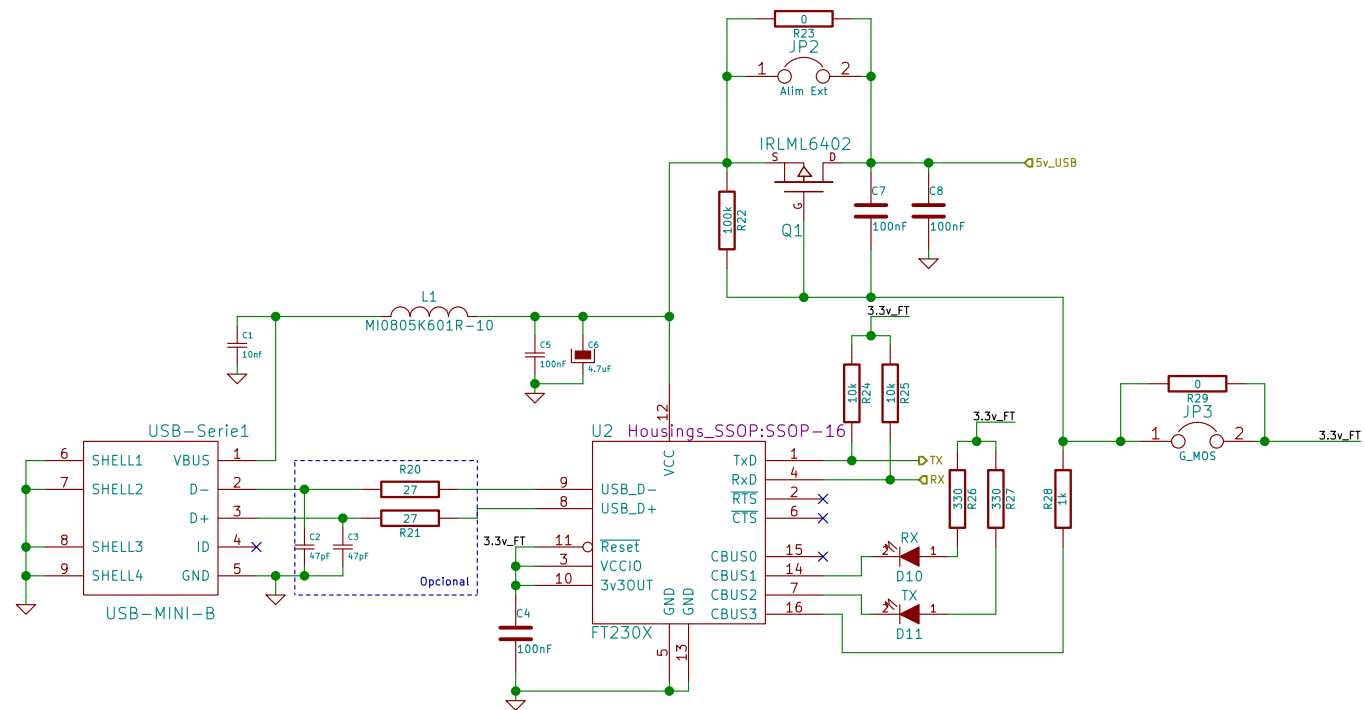 0
R23
JP2
1 2
Alim Ext
IRLML6402
S D
G
Q1
100k
R22
C7
100nF
C8
100nF
5v_USB
L1
MI0805K601R-10
C1
10nf
C5
100nF
C6
4.7uF
3.3v_FT
10k
R24
10k
R25
0
R29
JP3
1 2
G_MOS
3.3v_FT
3.3v_FT
330
R26
330
R27
R28
1k
USB-Serie1
6 SHELL1 VBUS 1
7 SHELL2 D- 2
D+ 3
8 SHELL3 ID 4
9 SHELL4 GND 5
USB-MINI-B
R20
27
27
R21
C2
47pF
C3
47pF
Opcional
U2 Housings_SSOP:SSOP-16
12
VCC
9 USB_D-
8 USB_D+
3.3v_FT
11 Reset
3 VCCIO
10 3v3OUT
TxD 1
RxD 4
RTS 2
CTS 6
CBUS0 15
CBUS1 14
CBUS2 7
CBUS3 16
GND
GND
5
13
FT230X
TX
RX
RX
2 1
D10
TX
2 1
D11
C4
100nF